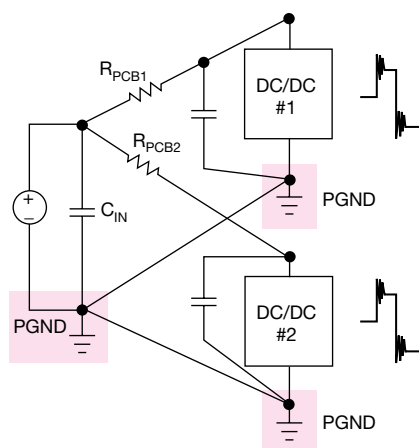 R_PCB1
DC/DC
#1
R_PCB2
+
−
C_IN
PGND
PGND
DC/DC
#2
PGND